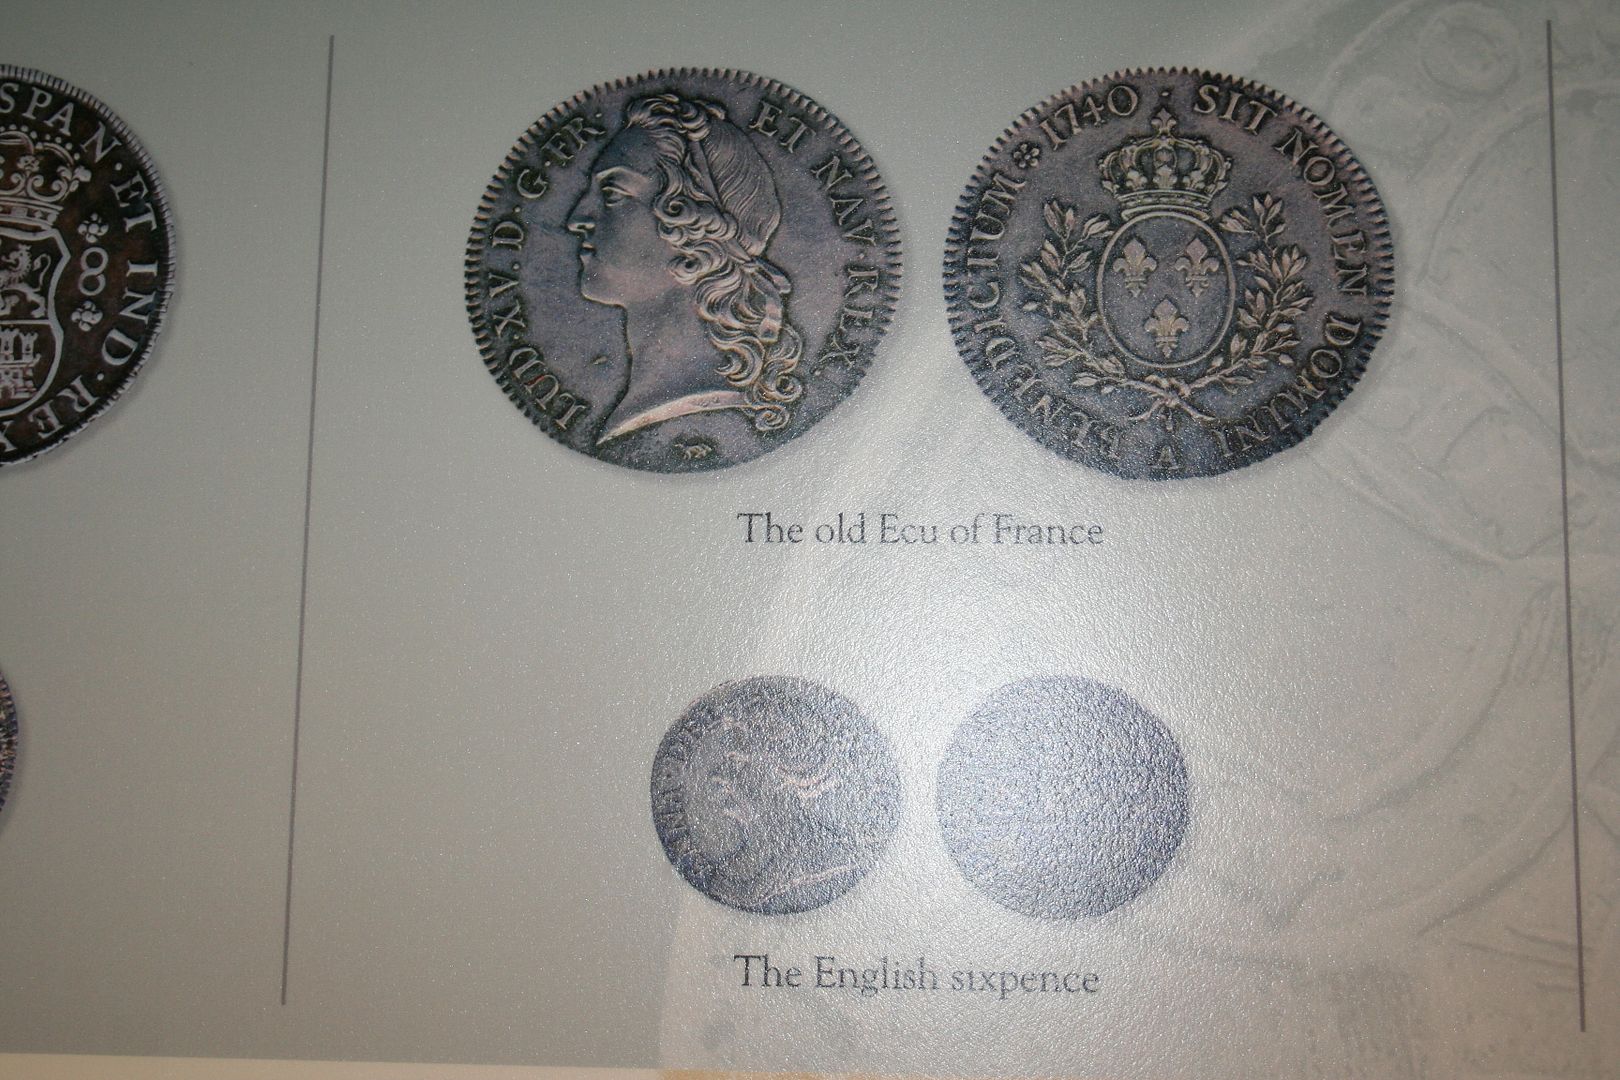 SPAN · ET IND · REX
8
LUD · XV · D · G · FR · ET NAV · REX ·
1740 · SIT NOMEN DOMINI A BENEDICTUM
The old Ecu of France
The English sixpence